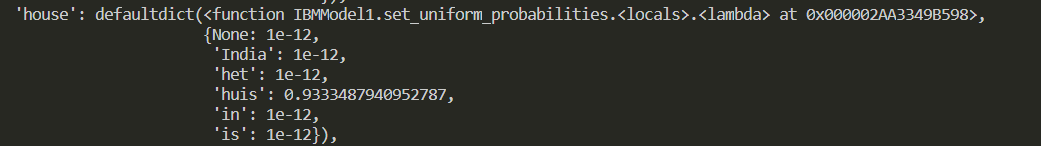 'house': defaultdict(<function IBMModel1.set_uniform_probabilities.<locals>.<lambda> at 0x000002AA3349B598>,
{None: 1e-12,
'India': 1e-12,
'het': 1e-12,
'huis': 0.9333487940952787,
'in': 1e-12,
'is': 1e-12}),